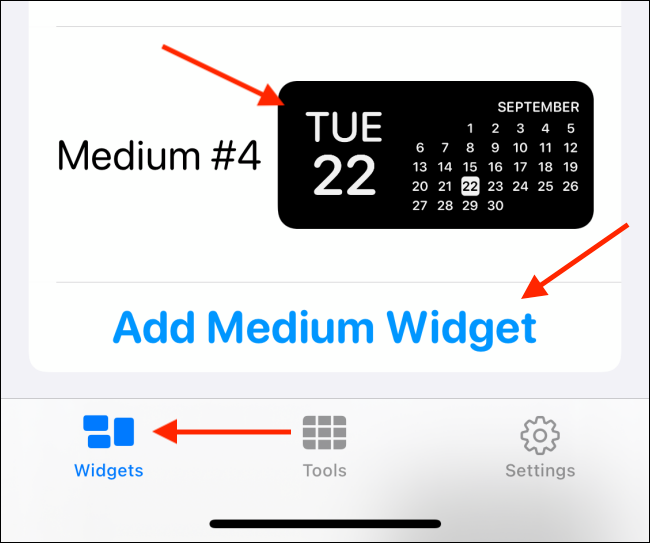 SEPTEMBER
TUE
22
1 2 3 4 5
6 7 8 9 10 11 12
13 14 15 16 17 18 19
20 21 22 23 24 25 26
27 28 29 30
Medium #4
Add Medium Widget
Widgets Tools Settings